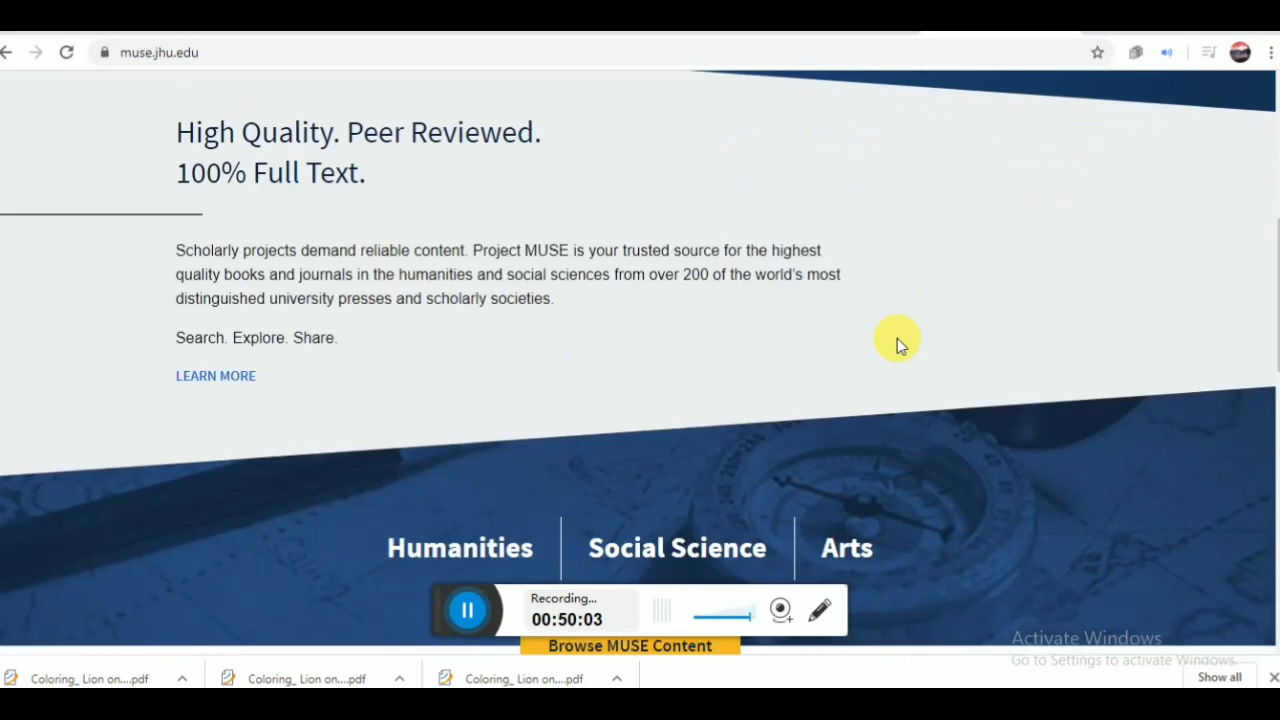 muse.jhu.edu
High Quality. Peer Reviewed.
100% Full Text.
Scholarly projects demand reliable content. Project MUSE is your trusted source for the highest
quality books and journals in the humanities and social sciences from over 200 of the world's most
distinguished university presses and scholarly societies.
Search. Explore. Share.
LEARN MORE
Humanities
Social Science
Arts
Recording...
00:50:03
Browse MUSE Content
Activate Windows
Go to Settings to activate Windows.
Coloring_ Lion on....pdf
Coloring_ Lion on....pdf
Coloring_ Lion on....pdf
Show all